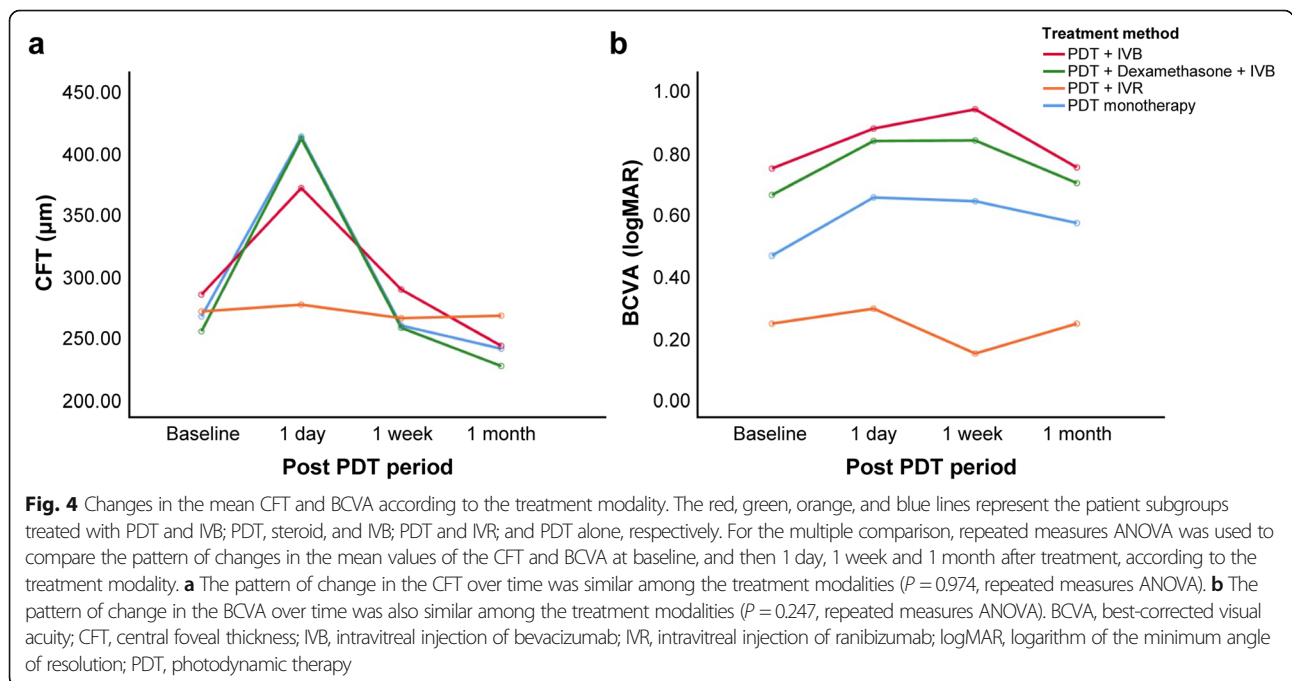 a
450.00
400.00
350.00
300.00
250.00
200.00
CFT (µm)
Baseline
1 day
1 week
1 month
Post PDT period
b
Treatment method
PDT + IVB
PDT + Dexamethasone + IVB
PDT + IVR
PDT monotherapy
1.00
0.80
0.60
0.40
0.20
0.00
BCVA (logMAR)
Baseline
1 day
1 week
1 month
Post PDT period
Fig. 4 Changes in the mean CFT and BCVA according to the treatment modality. The red, green, orange, and blue lines represent the patient subgroups
treated with PDT and IVB; PDT, steroid, and IVB; PDT and IVR; and PDT alone, respectively. For the multiple comparison, repeated measures ANOVA was used to
compare the pattern of changes in the mean values of the CFT and BCVA at baseline, and then 1 day, 1 week and 1 month after treatment, according to the
treatment modality. a The pattern of change in the CFT over time was similar among the treatment modalities (P = 0.974, repeated measures ANOVA). b The
pattern of change in the BCVA over time was also similar among the treatment modalities (P = 0.247, repeated measures ANOVA). BCVA, best-corrected visual
acuity; CFT, central foveal thickness; IVB, intravitreal injection of bevacizumab; IVR, intravitreal injection of ranibizumab; logMAR, logarithm of the minimum angle
of resolution; PDT, photodynamic therapy